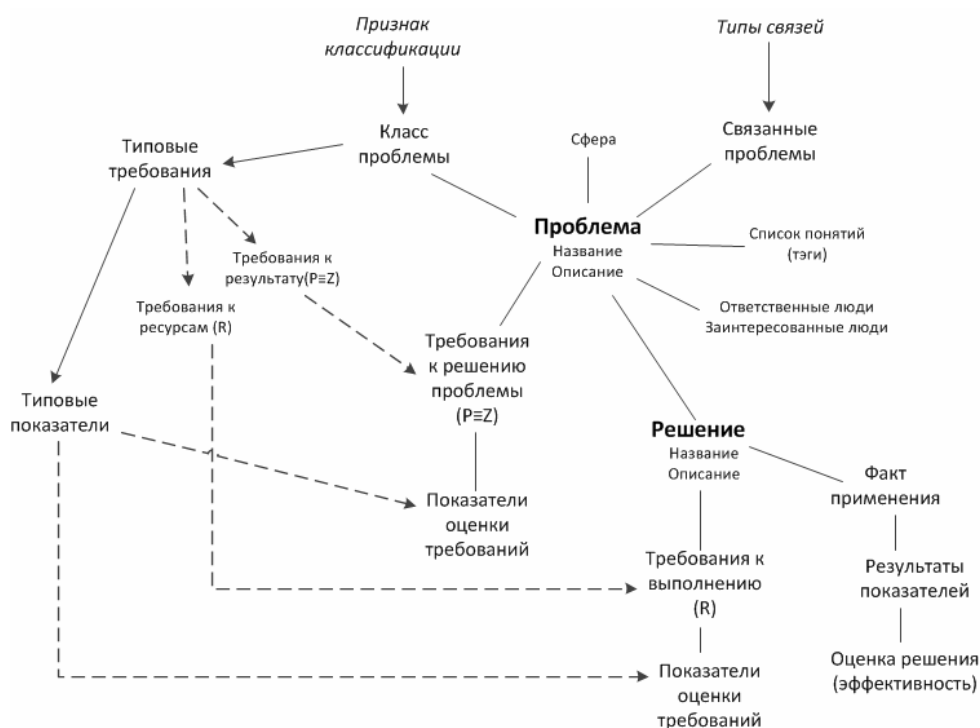 Признак
классификации
Типы связей
Класс
проблемы
Сфера
Связанные
проблемы
Типовые
требования
Проблема
Название
Описание
Список понятий
(тэги)
Требования к
результату(P≡Z)
Требования к
ресурсам (R)
Ответственные люди
Заинтересованные люди
Требования
к решению
проблемы
(P≡Z)
Типовые
показатели
Решение
Название
Описание
Факт
применения
Показатели
оценки
требований
Требования к
выполнению
(R)
Результаты
показателей
Показатели
оценки
требований
Оценка решения
(эффективность)